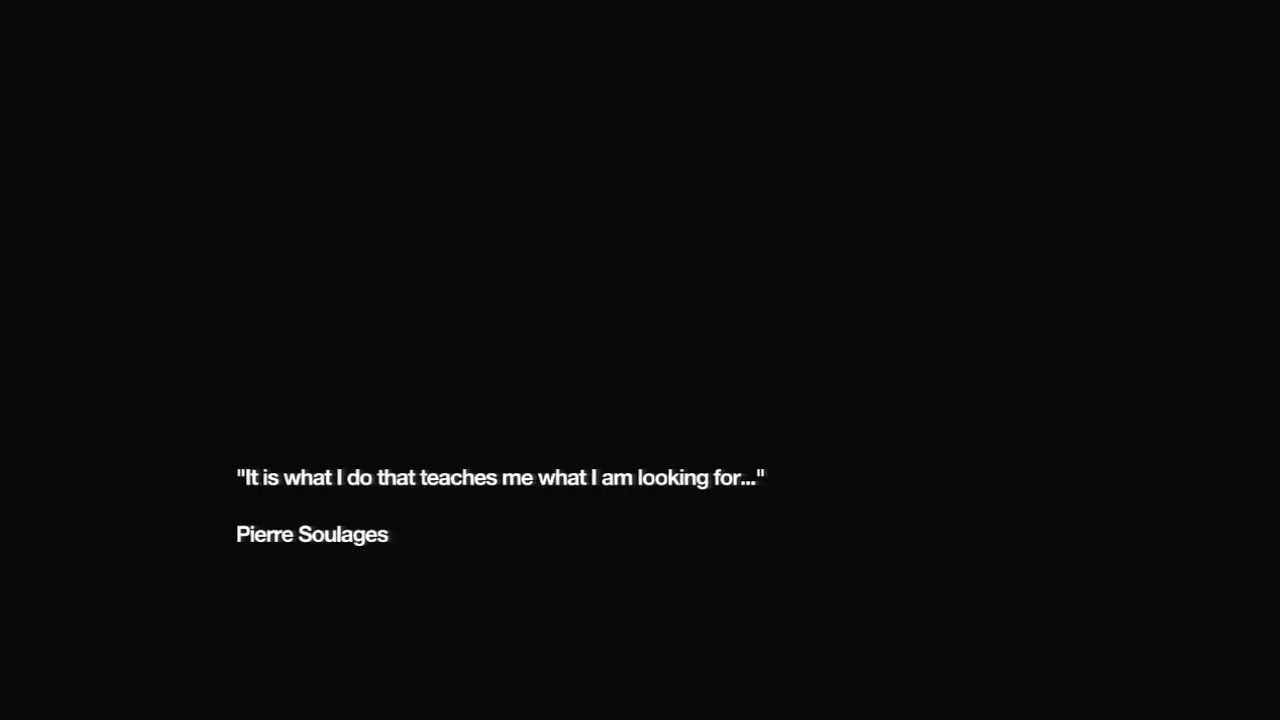 "It is what I do that teaches me what I am looking for..."
Pierre Soulages